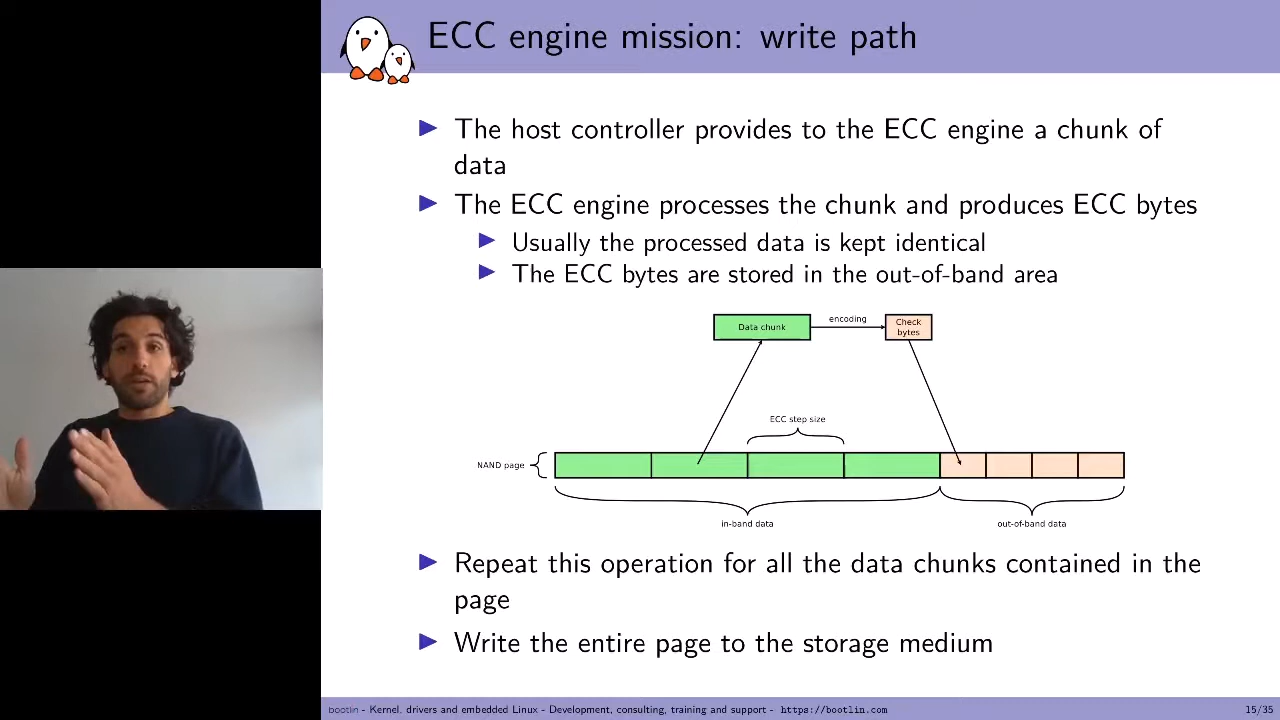 ECC engine mission: write path
The host controller provides to the ECC engine a chunk of
data
The ECC engine processes the chunk and produces ECC bytes
Usually the processed data is kept identical
The ECC bytes are stored in the out-of-band area
Data chunk
encoding
Check
bytes
ECC step size
NAND page
in-band data
out-of-band data
Repeat this operation for all the data chunks contained in the
page
Write the entire page to the storage medium
bootlin - Kernel, drivers and embedded Linux - Development, consulting, training and support - https://bootlin.com
15/35